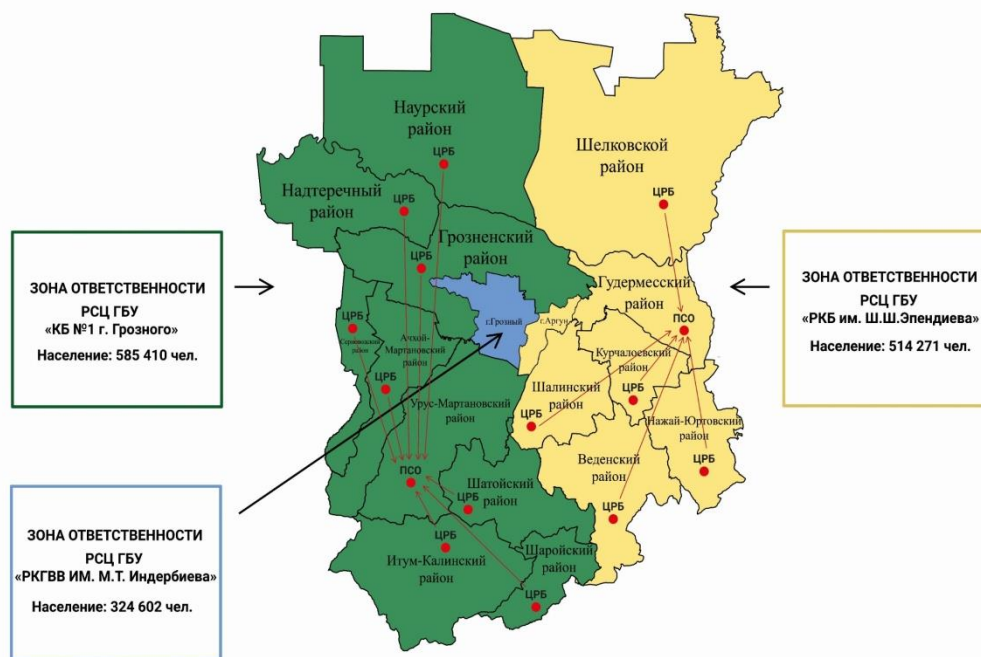 Наурский
район
ЦРБ
Шелковской
район
ЦРБ
Надтеречный
район
ЦРБ
Грозненский
район
ЦРБ
ЗОНА ОТВЕТСТВЕННОСТИ
РСЦ ГБУ
«КБ №1 г. Грозного»
Население: 585 410 чел.
ЗОНА ОТВЕТСТВЕННОСТИ
РСЦ ГБУ
«РКБ им. Ш.Ш.Эпендиева»
Население: 514 271 чел.
Гудермесский
район
ПСО
г.Грозный
г.Аргун
ЦРБ
район
Ачхой-
Мартановский
район
ЦРБ
Курчалоевский
район
ЦРБ
Шалинский
район
ЦРБ
Урус-Мартановский
район
ПСО
Нажай-Юртовский
район
ЦРБ
Веденский
район
ЦРБ
Шатойский
район
ЦРБ
ЦРБ
Итум-Калинский
район
Шаройский
район
ЦРБ
ЗОНА ОТВЕТСТВЕННОСТИ
РСЦ ГБУ
«РКГВВ ИМ. М.Т. Индербиева»
Население: 324 602 чел.